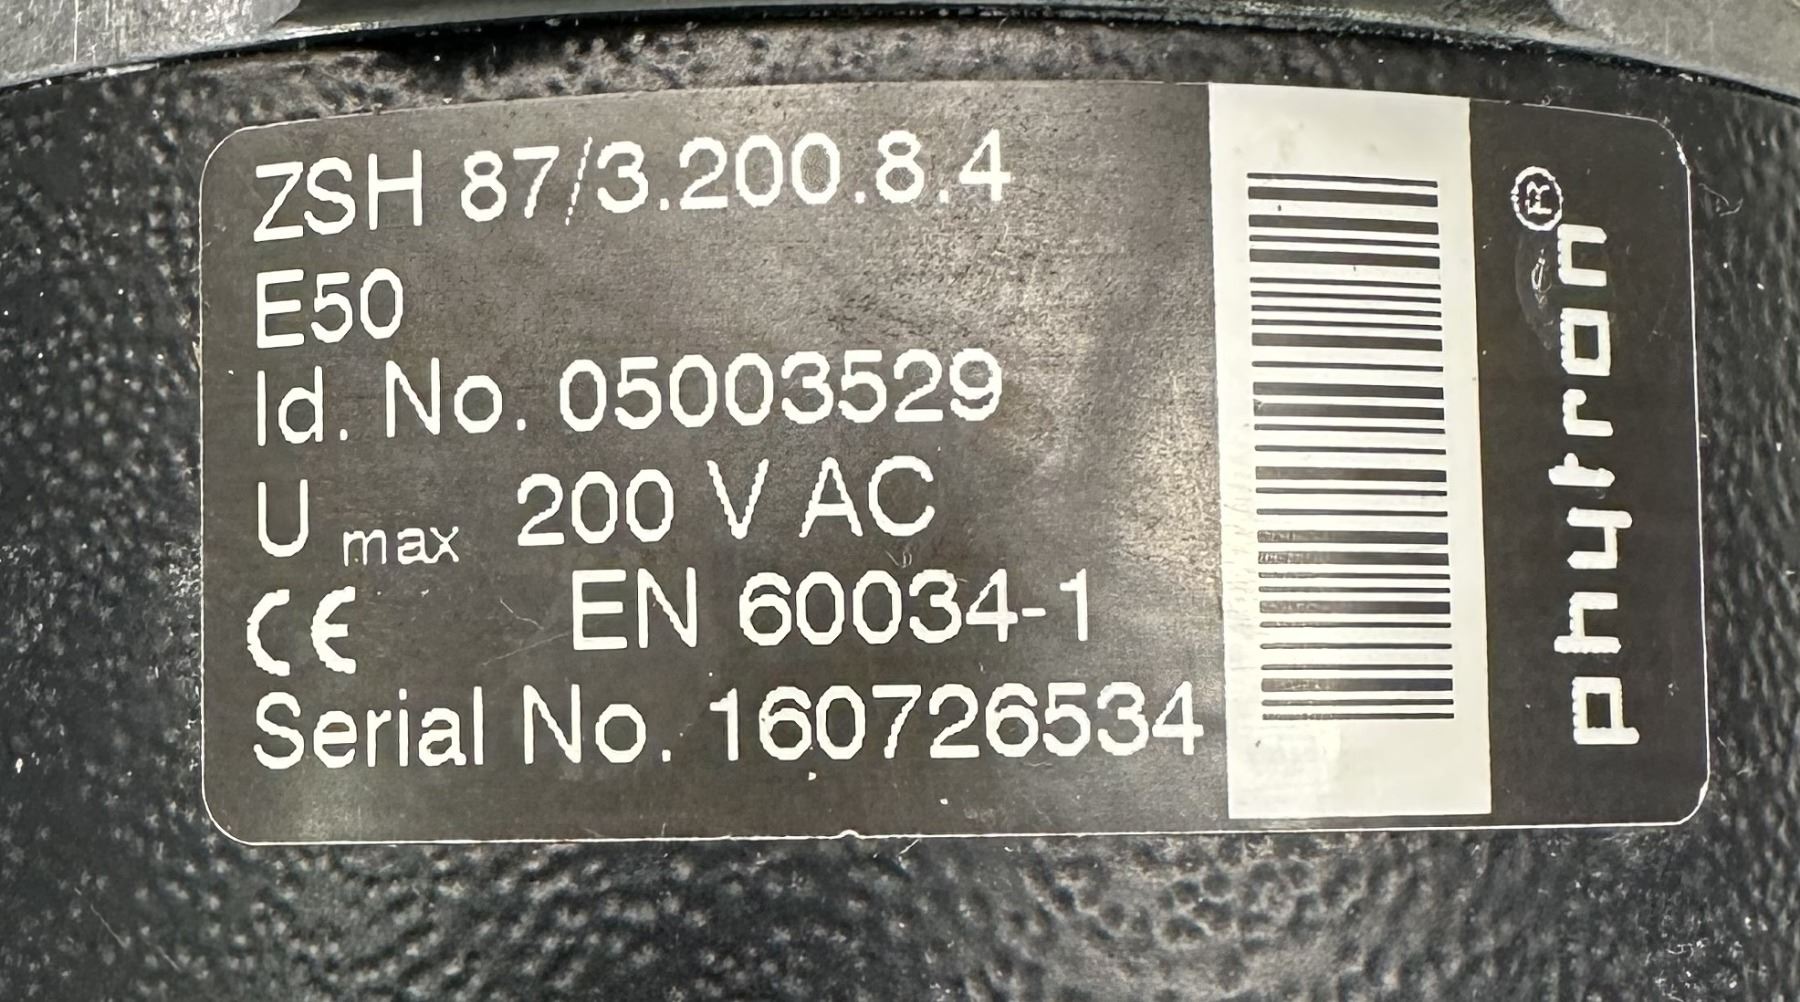 ZSH 87/3.200.8.4
E50
Id. No. 05003529
U max 200 V AC
CE EN 60034-1
Serial No. 160726534
phytron®